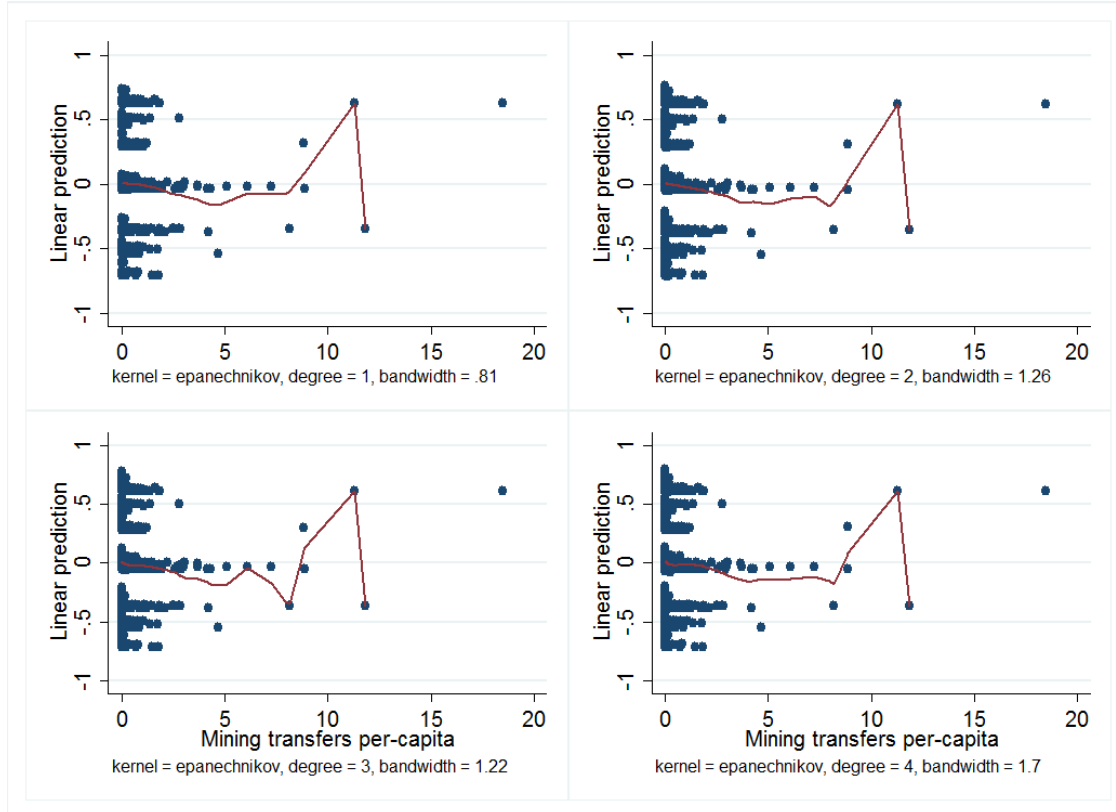 Linear prediction
1
.5
0
-.5
-1
0 5 10 15 20
kernel = epanechnikov, degree = 1, bandwidth = .81
Linear prediction
1
.5
0
-.5
-1
0 5 10 15 20
kernel = epanechnikov, degree = 2, bandwidth = 1.26
Linear prediction
1
.5
0
-.5
-1
0 5 10 15 20
Mining transfers per-capita
kernel = epanechnikov, degree = 3, bandwidth = 1.22
Linear prediction
1
.5
0
-.5
-1
0 5 10 15 20
Mining transfers per-capita
kernel = epanechnikov, degree = 4, bandwidth = 1.7